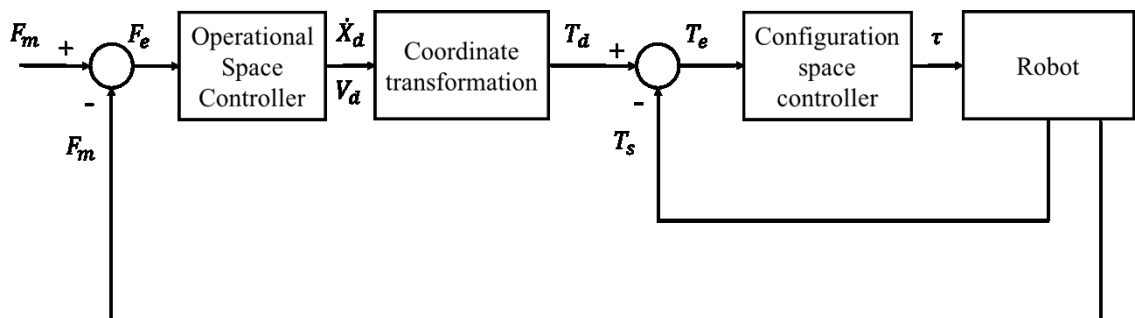 F_m
+
F_e
-
F_m
Operational
Space
Controller
Ẋ_d
V_d
Coordinate
transformation
T_d
+
T_e
-
T_s
Configuration
space
controller
τ
Robot